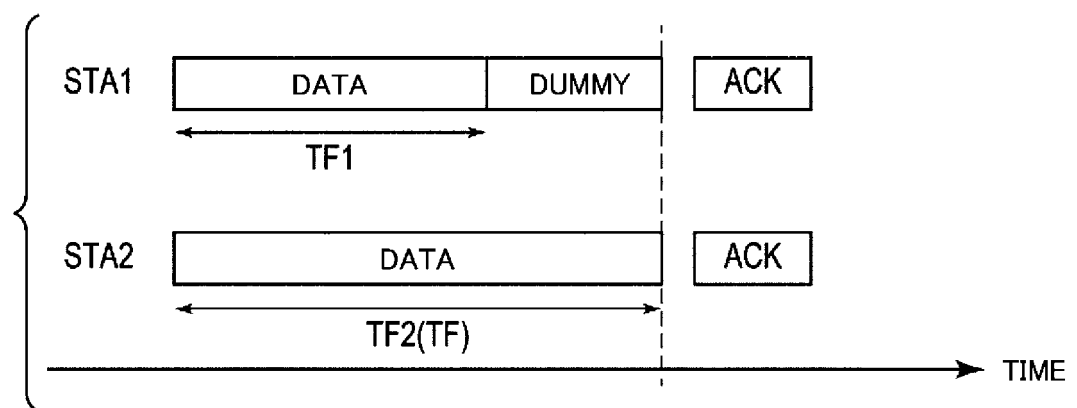 STA1 DATA DUMMY ACK
TF1
STA2 DATA ACK
TF2(TF)
TIME